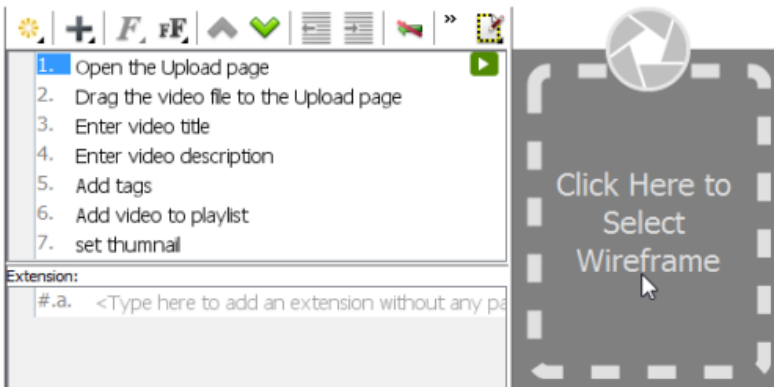 F FF »
1. Open the Upload page
2. Drag the video file to the Upload page
3. Enter video title
4. Enter video description
5. Add tags
6. Add video to playlist
7. set thumnail
Extension:
#.a. <Type here to add an extension without any pa
Click Here to
Select
Wireframe